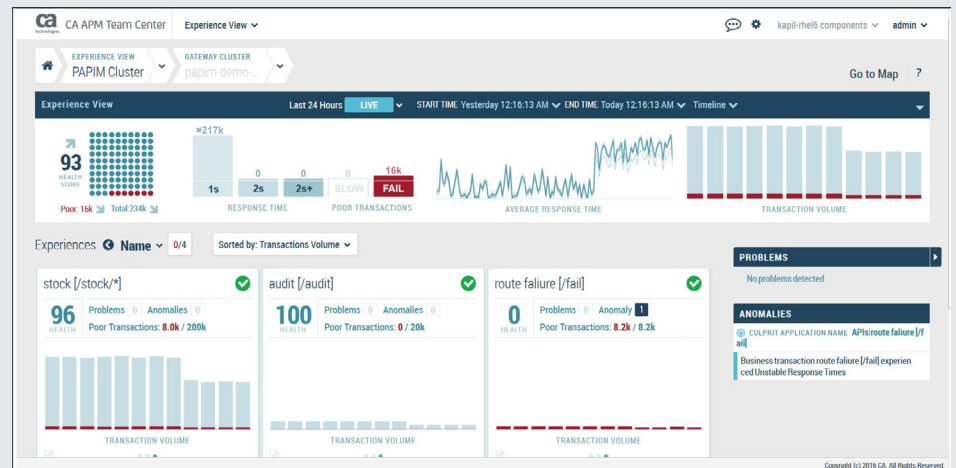 ca
technologies
CA APM Team Center
Experience View
kapil-rhel6 components
admin
EXPERIENCE VIEW
PAPIM Cluster
GATEWAY CLUSTER
papim-demo-...
Go to Map
?
Experience View
Last 24 Hours
LIVE
START TIME Yesterday 12:16:13 AM
END TIME Today 12:16:13 AM
Timeline
93
HEALTH
SCORE
Poor: 16k
Total:234k
217k
0
0
0
16k
1s
2s
2s+
SLOW
FAIL
RESPONSE TIME
POOR TRANSACTIONS
AVERAGE RESPONSE TIME
TRANSACTION VOLUME
Experiences
Name
0/4
Sorted by: Transactions Volume
stock [/stock/*]
96
HEALTH
Problems 0 Anomalies 0
Poor Transactions: 8.0k / 200k
TRANSACTION VOLUME
audit [/audit]
100
HEALTH
Problems 0 Anomalies 0
Poor Transactions: 0 / 20k
TRANSACTION VOLUME
route faliure [/fail]
0
HEALTH
Problems 0 Anomaly 1
Poor Transactions: 8.2k / 8.2k
TRANSACTION VOLUME
PROBLEMS
No problems detected
ANOMALIES
CULPRIT APPLICATION NAME APIs|route faliure [/f
ail]
Business transaction route faliure [/fail] experien
ced Unstable Response Times
Copyright (c) 2016 CA. All Rights Reserved.